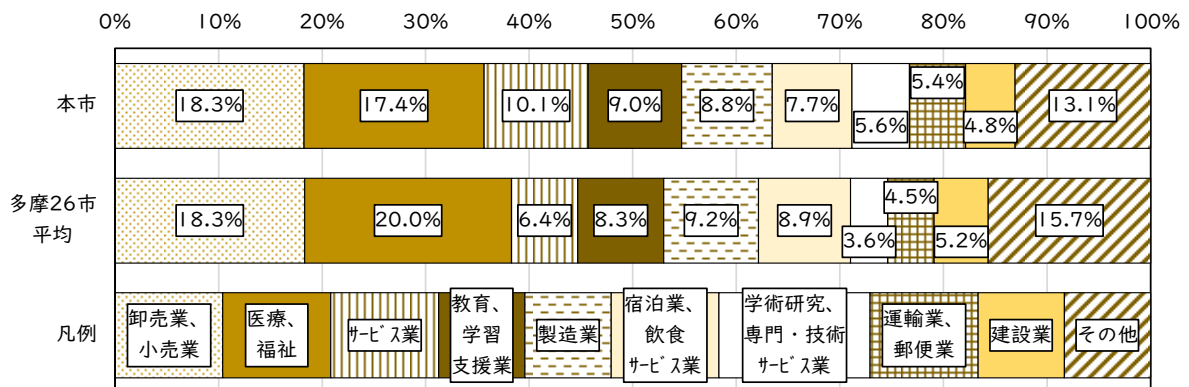 0% 10% 20% 30% 40% 50% 60% 70% 80% 90% 100%
本市
18.3% 17.4% 10.1% 9.0% 8.8% 7.7% 5.6% 5.4% 4.8% 13.1%
多摩26市
平均
18.3% 20.0% 6.4% 8.3% 9.2% 8.9% 3.6% 4.5% 5.2% 15.7%
凡例
卸売業、
小売業
医療、
福祉
サービス業
教育、
学習
支援業
製造業
宿泊業、
飲食
サービス業
学術研究、
専門・技術
サービス業
運輸業、
郵便業
建設業
その他